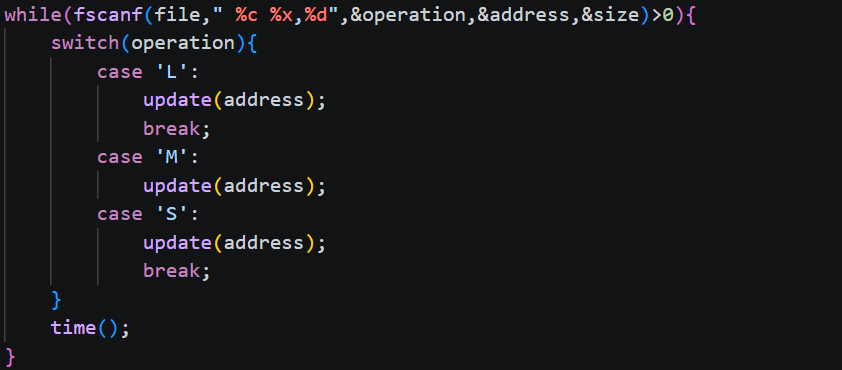 while(fscanf(file," %c %x,%d",&operation,&address,&size)>0){
    switch(operation){
        case 'L':
            update(address);
            break;
        case 'M':
            update(address);
        case 'S':
            update(address);
            break;
    }
    time();
}